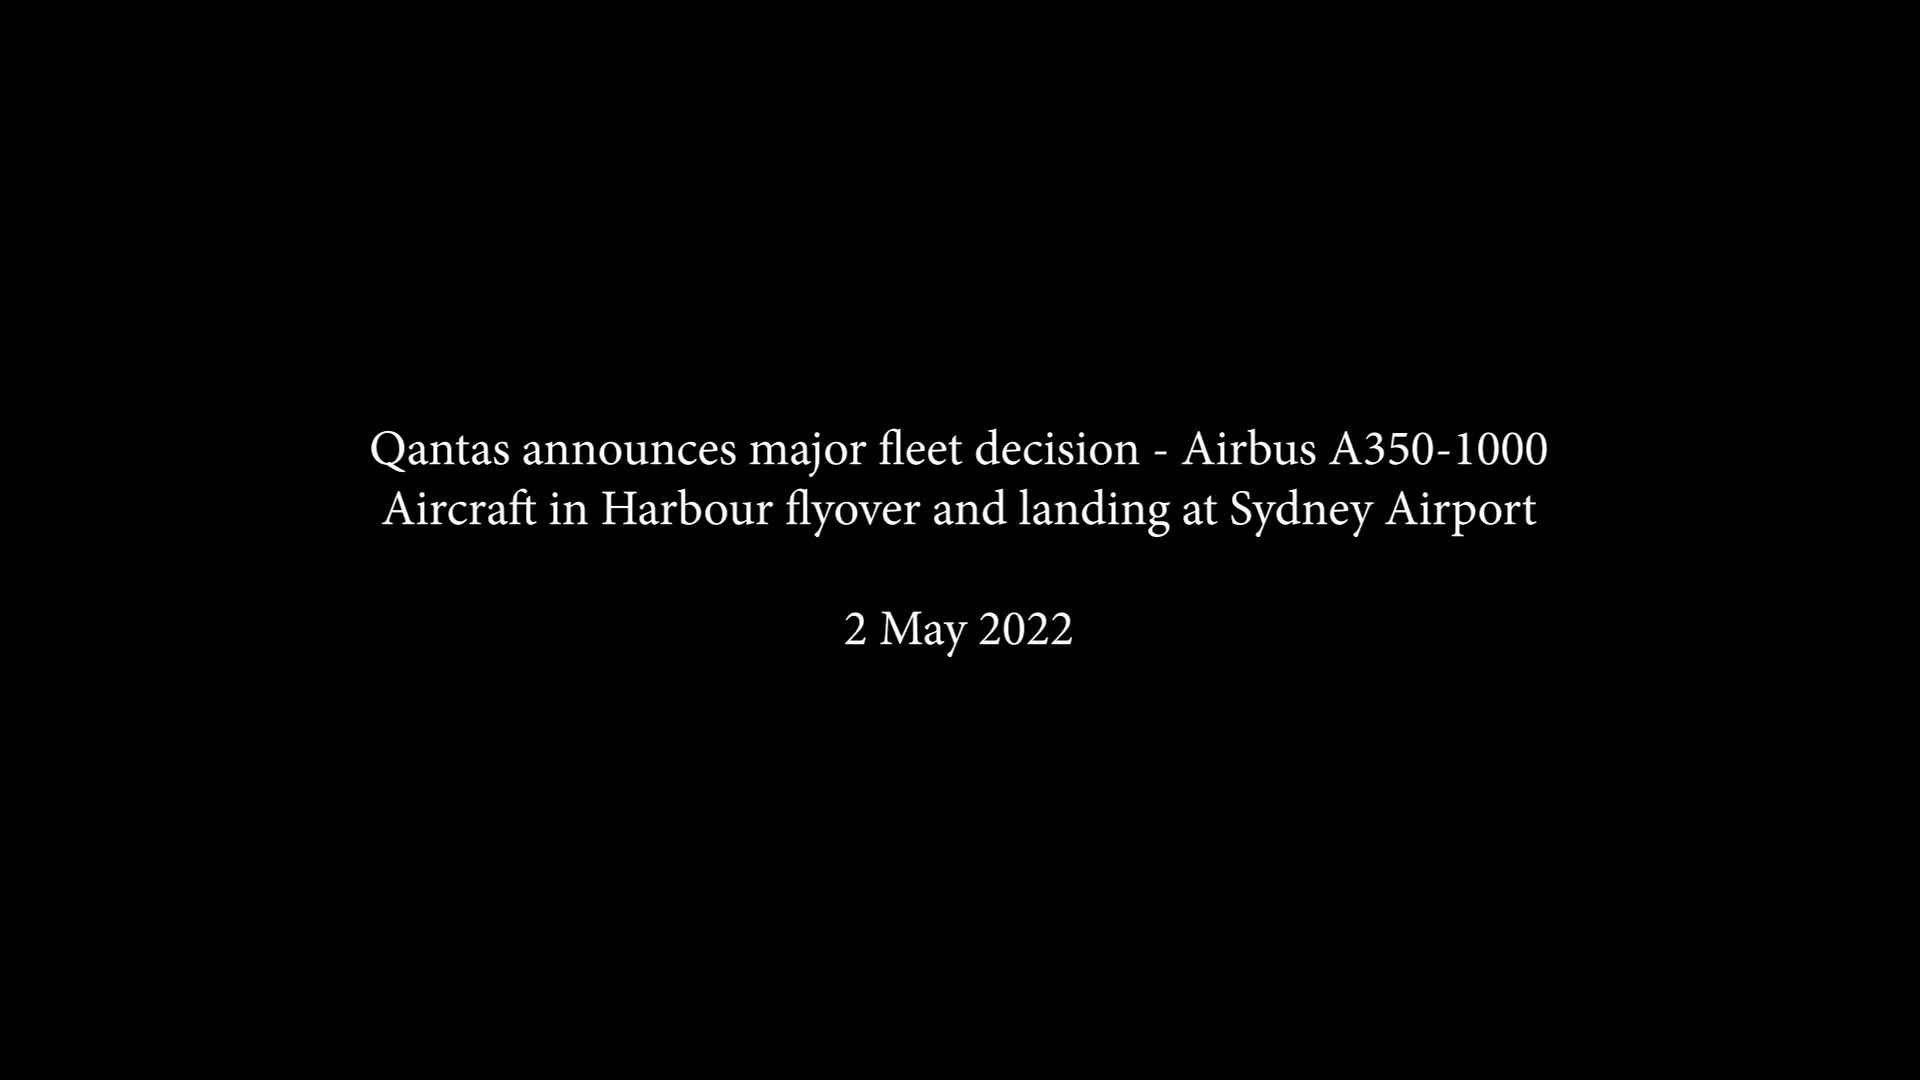 Qantas announces major fleet decision - Airbus A350-1000
Aircraft in Harbour flyover and landing at Sydney Airport
2 May 2022